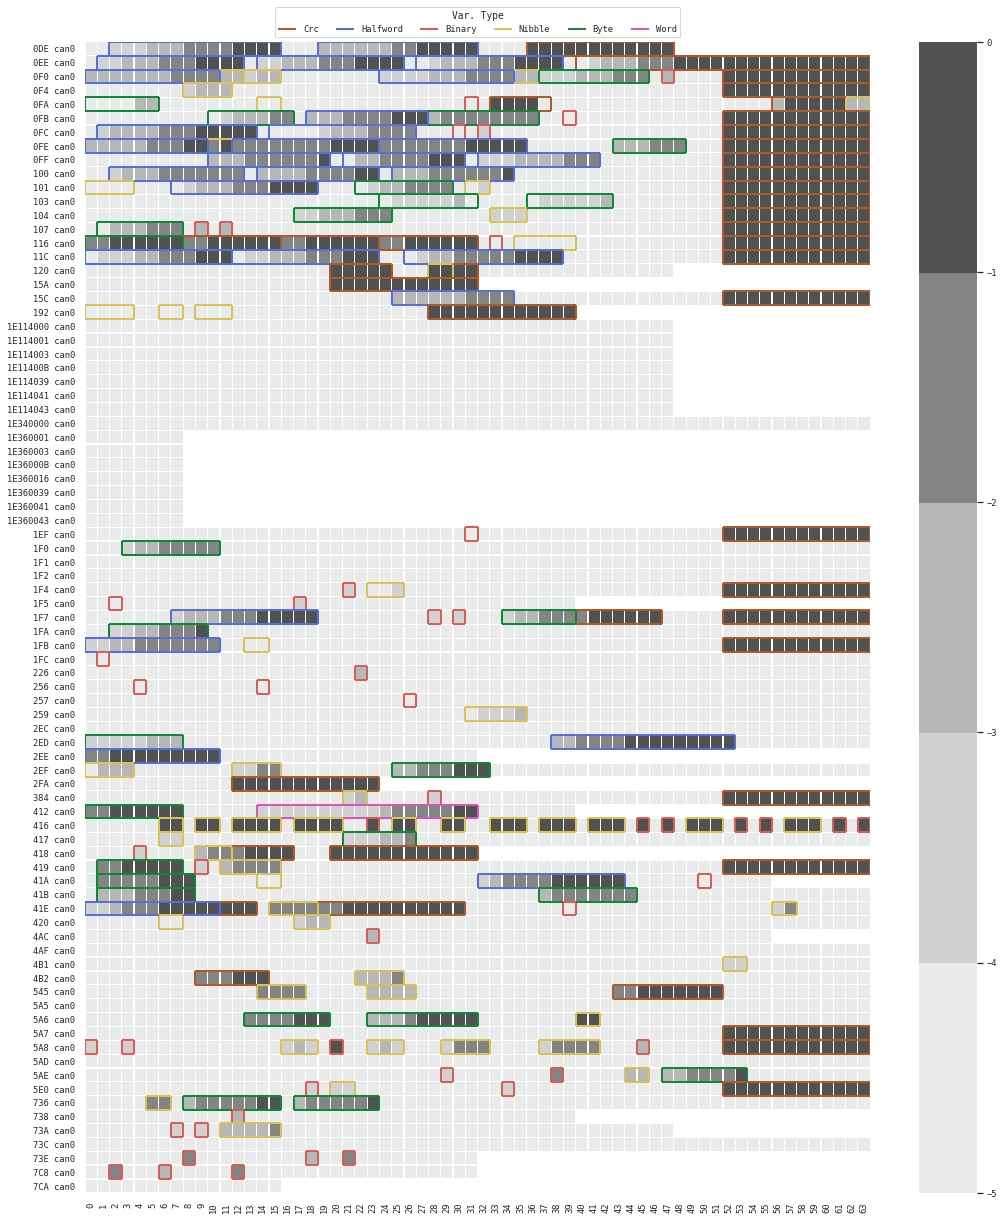 Var. Type
Crc Halfword Binary Nibble Byte Word
0DE can0
0EE can0
0F0 can0
0F4 can0
0FA can0
0FB can0
0FC can0
0FE can0
0FF can0
100 can0
101 can0
103 can0
104 can0
107 can0
116 can0
11C can0
120 can0
15A can0
15C can0
192 can0
1E114000 can0
1E114001 can0
1E114003 can0
1E11400B can0
1E114039 can0
1E114041 can0
1E114043 can0
1E340000 can0
1E360001 can0
1E360003 can0
1E36000B can0
1E360016 can0
1E360039 can0
1E360041 can0
1E360043 can0
1EF can0
1F0 can0
1F1 can0
1F2 can0
1F4 can0
1F5 can0
1F7 can0
1FA can0
1FB can0
1FC can0
226 can0
256 can0
257 can0
259 can0
2EC can0
2ED can0
2EE can0
2EF can0
2FA can0
384 can0
412 can0
416 can0
417 can0
418 can0
419 can0
41A can0
41B can0
41E can0
420 can0
4AC can0
4AF can0
4B1 can0
4B2 can0
545 can0
5A5 can0
5A6 can0
5A7 can0
5A8 can0
5AD can0
5AE can0
5E0 can0
736 can0
738 can0
73A can0
73C can0
73E can0
7C8 can0
7CA can0
0 1 2 3 4 5 6 7 8 9 10 11 12 13 14 15 16 17 18 19 20 21 22 23 24 25 26 27 28 29 30 31 32 33 34 35 36 37 38 39 40 41 42 43 44 45 46 47 48 49 50 51 52 53 54 55 56 57 58 59 60 61 62 63
0
−1
−2
−3
−4
−5